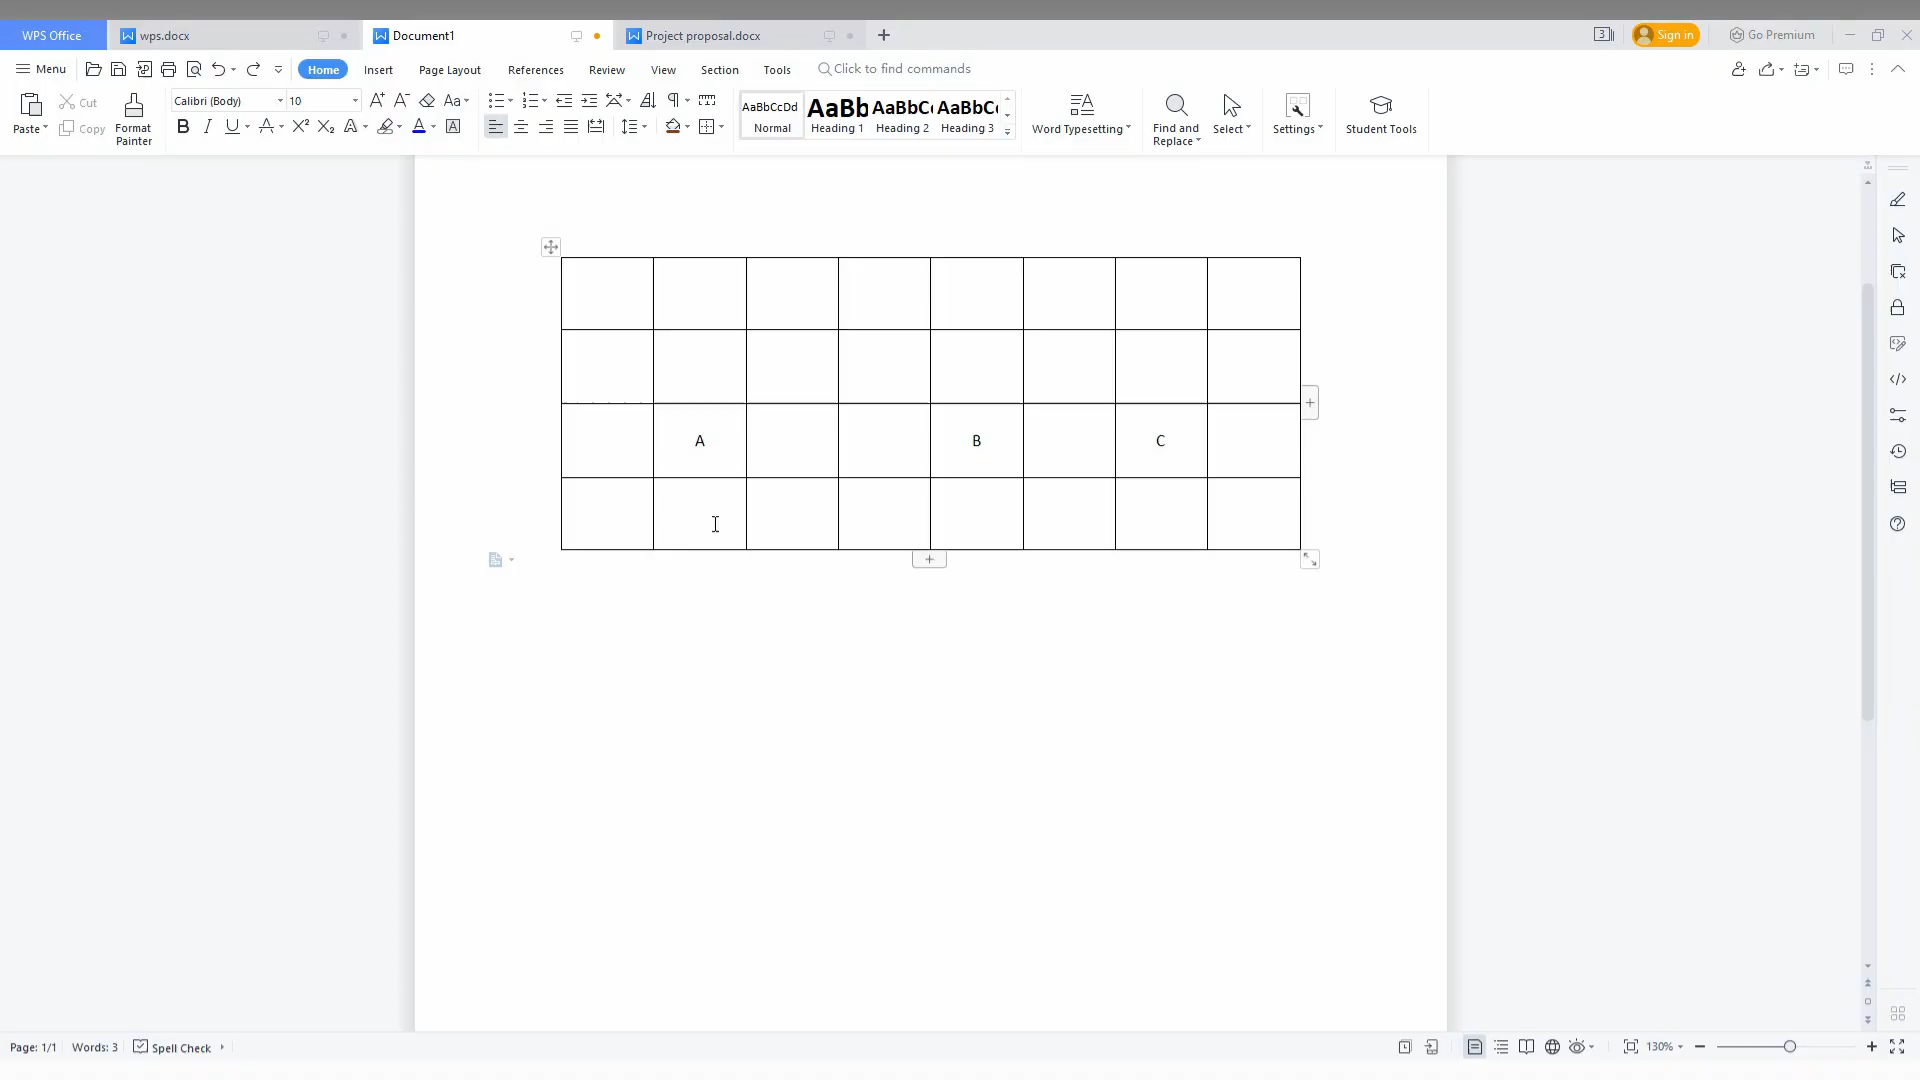 WPS Office
wps.docx
Document1
Project proposal.docx
3
Sign in
Go Premium
Menu
Home
Insert
Page Layout
References
Review
View
Section
Tools
Click to find commands
Paste
Cut
Copy
Format
Painter
Calibri (Body)
10
AaBbCcDd
Normal
AaBb
Heading 1
AaBbC
Heading 2
AaBbC
Heading 3
Word Typesetting
Find and
Replace
Select
Settings
Student Tools
A
B
C
Page: 1/1
Words: 3
Spell Check
130%